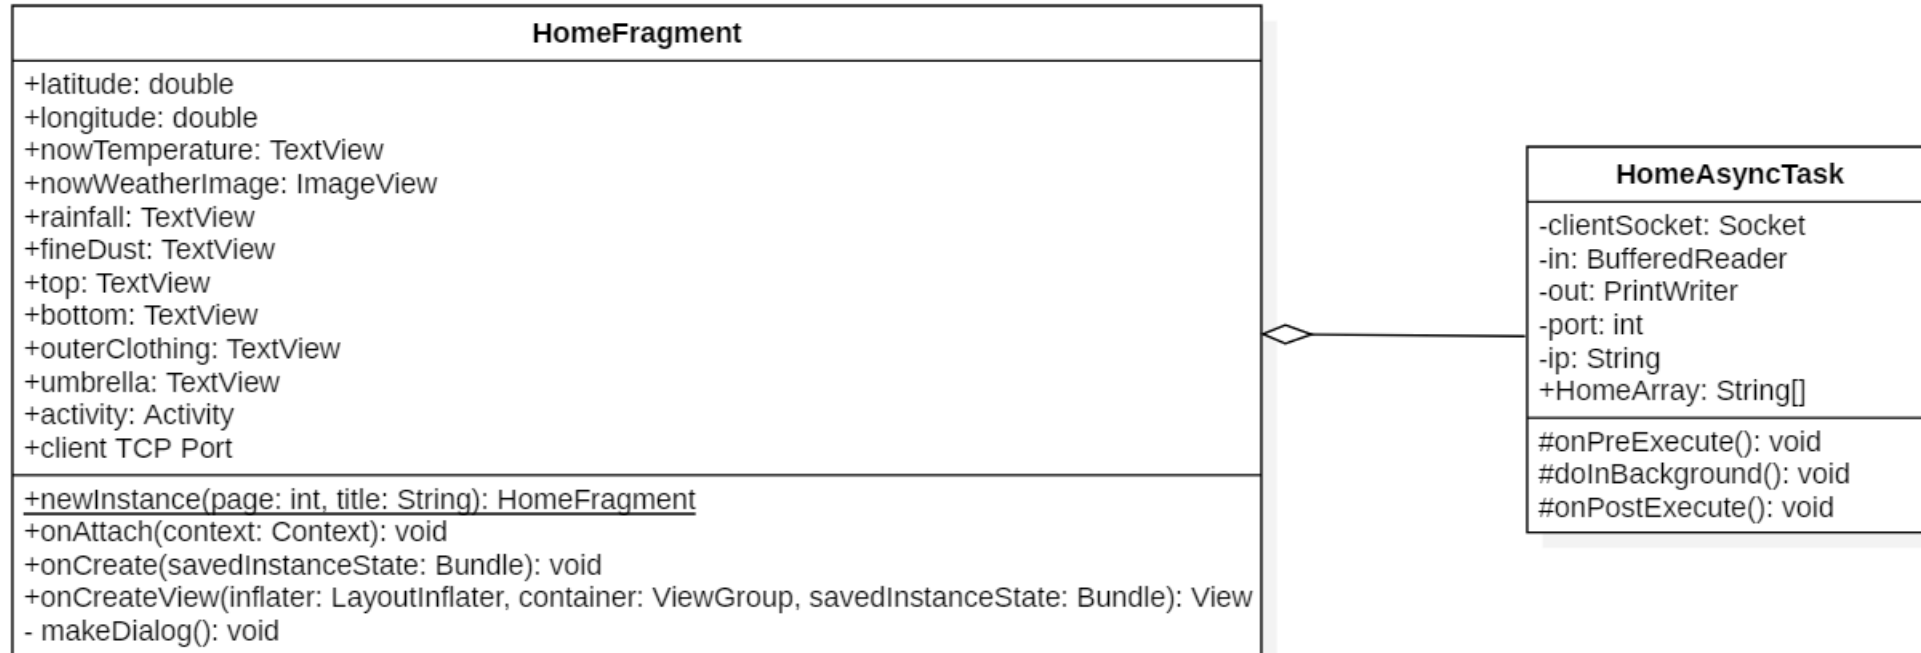 HomeFragment
+latitude: double
+longitude: double
+nowTemperature: TextView
+nowWeatherImage: ImageView
+rainfall: TextView
+fineDust: TextView
+top: TextView
+bottom: TextView
+outerClothing: TextView
+umbrella: TextView
+activity: Activity
+client TCP Port
+newInstance(page: int, title: String): HomeFragment
+onAttach(context: Context): void
+onCreate(savedInstanceState: Bundle): void
+onCreateView(inflater: LayoutInflater, container: ViewGroup, savedInstanceState: Bundle): View
- makeDialog(): void
HomeAsyncTask
-clientSocket: Socket
-in: BufferedReader
-out: PrintWriter
-port: int
-ip: String
+HomeArray: String[]
#onPreExecute(): void
#doInBackground(): void
#onPostExecute(): void